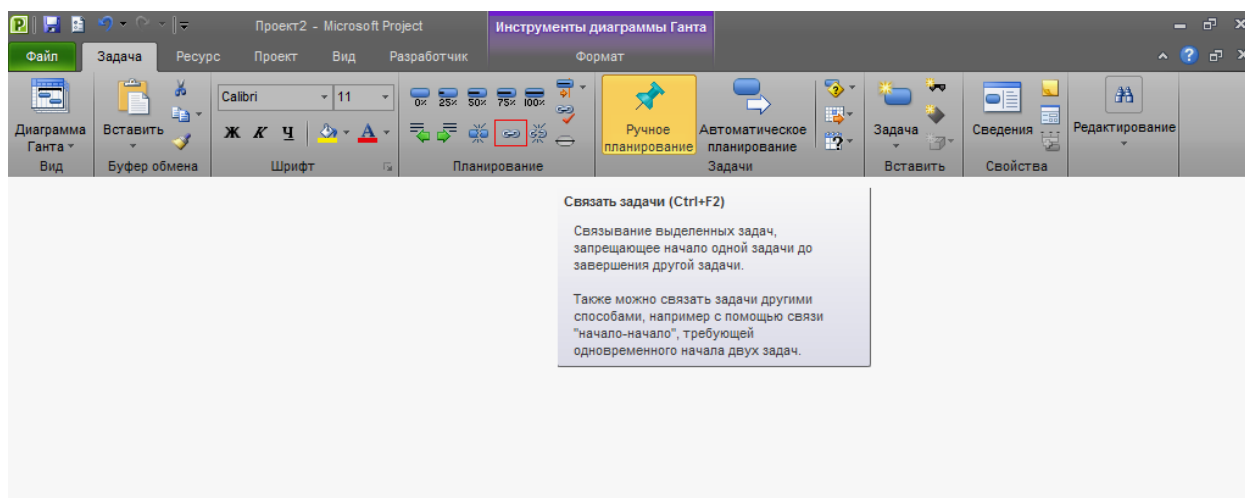 Проект2 - Microsoft Project
Инструменты диаграммы Ганта
Файл
Задача
Ресурс
Проект
Вид
Разработчик
Формат
Calibri
11
0× 25× 50× 75× 100×
Диаграмма
Ганта
Вставить
Ж К Ч А
Ручное
планирование
Автоматическое
планирование
Задача
Сведения
Редактирование
Вид
Буфер обмена
Шрифт
Планирование
Задачи
Вставить
Свойства
Связать задачи (Ctrl+F2)
Связывание выделенных задач,
запрещающее начало одной задачи до
завершения другой задачи.
Также можно связать задачи другими
способами, например с помощью связи
"начало-начало", требующей
одновременного начала двух задач.